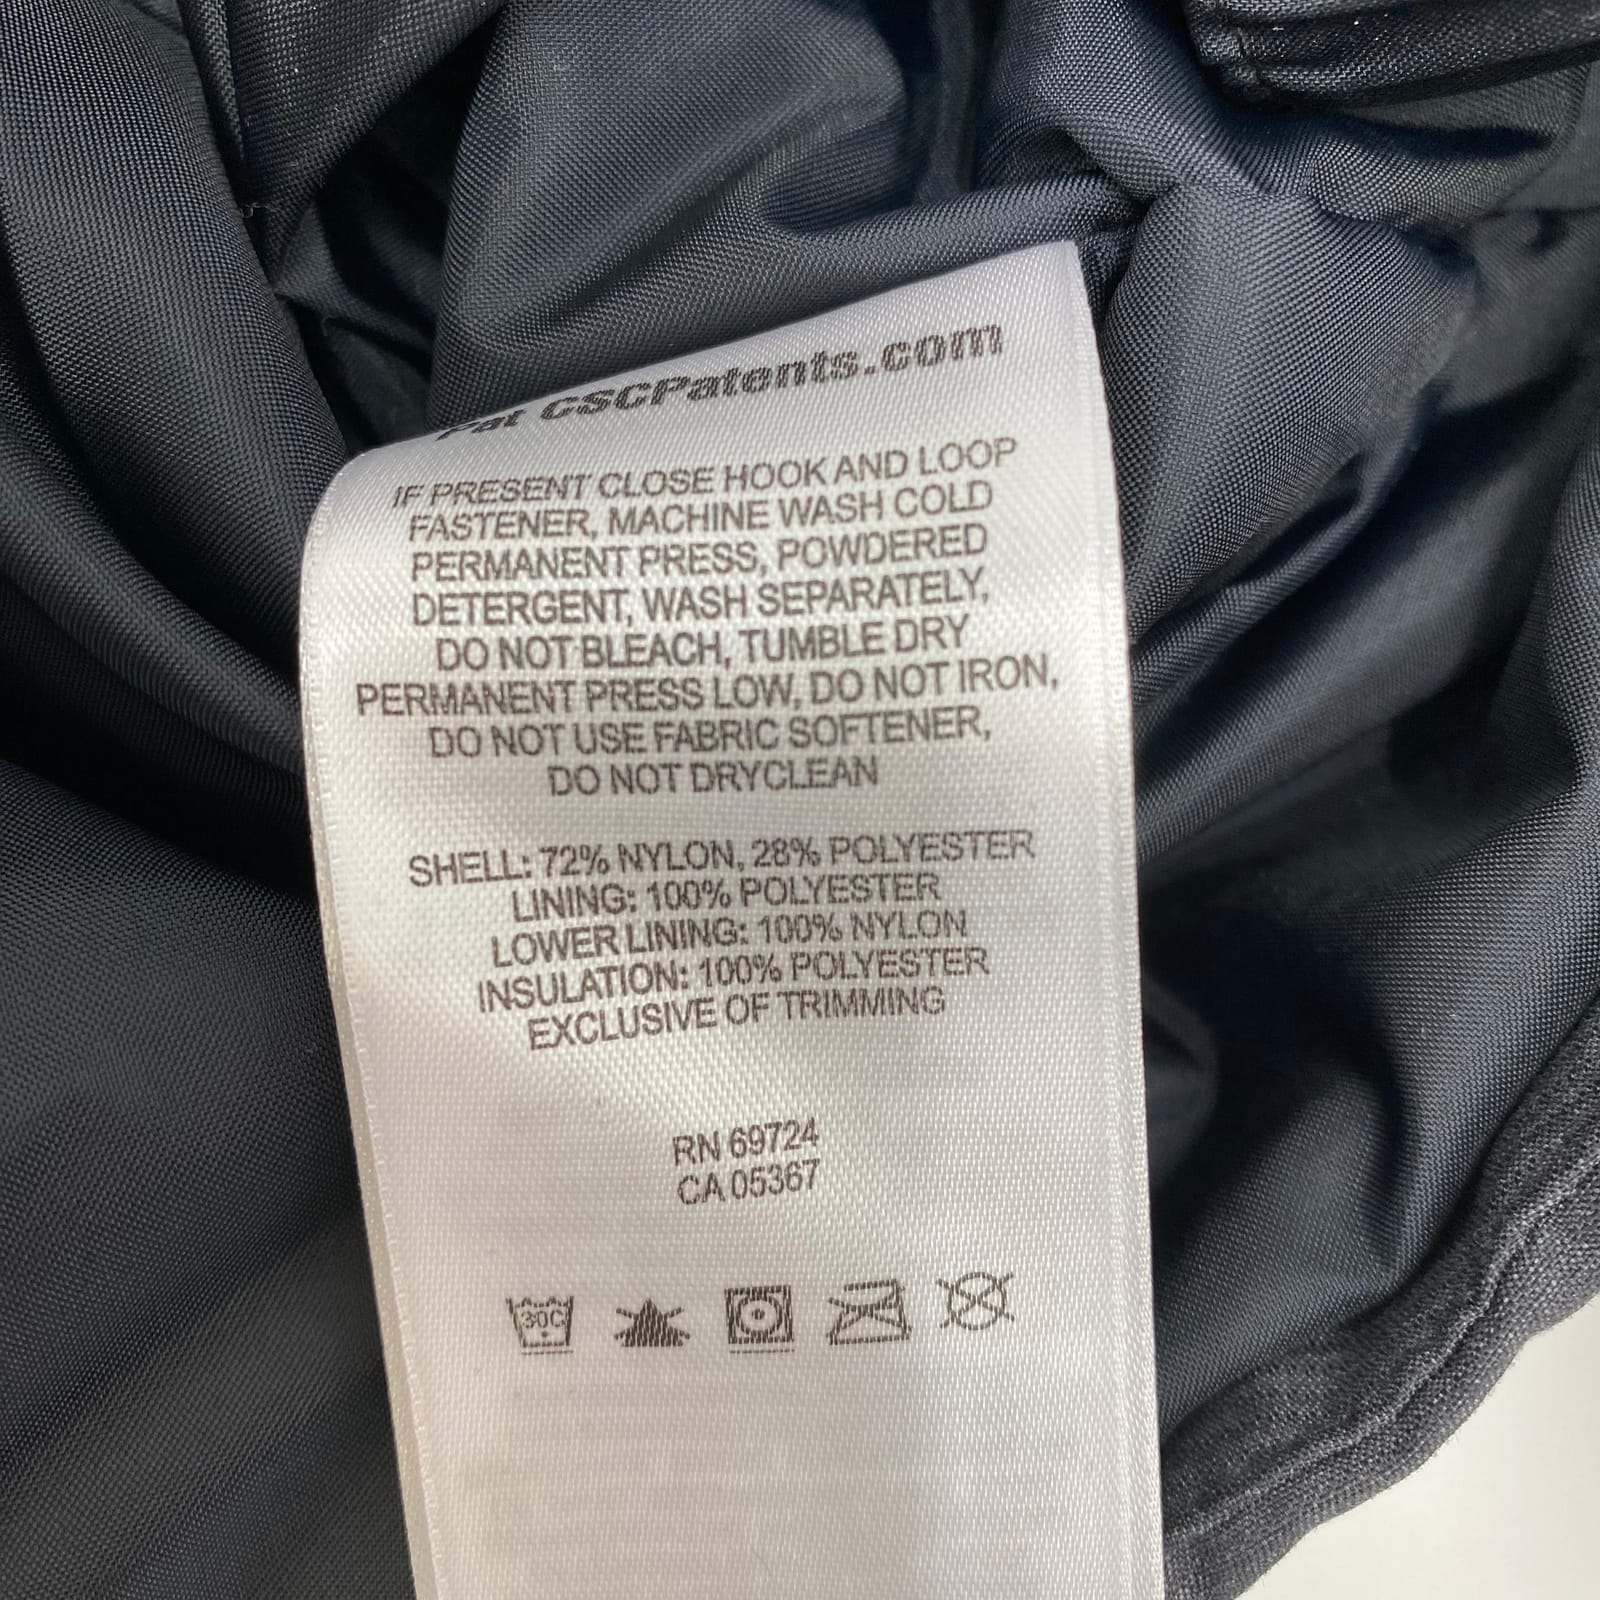 Pat CSCPatents.com
IF PRESENT CLOSE HOOK AND LOOP
FASTENER, MACHINE WASH COLD
PERMANENT PRESS, POWDERED
DETERGENT, WASH SEPARATELY,
DO NOT BLEACH, TUMBLE DRY
PERMANENT PRESS LOW, DO NOT IRON,
DO NOT USE FABRIC SOFTENER,
DO NOT DRYCLEAN
SHELL: 72% NYLON, 28% POLYESTER
LINING: 100% POLYESTER
LOWER LINING: 100% NYLON
INSULATION: 100% POLYESTER
EXCLUSIVE OF TRIMMING
RN 69724
CA 05367
30C